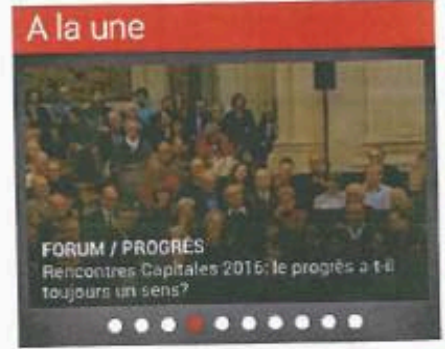 A la une
FORUM / PROGRÈS
Rencontres Capitales 2016: le progrès a-t-il
toujours un sens?